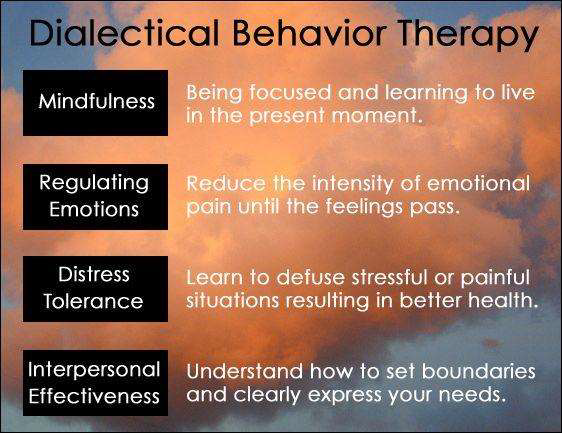 Dialectical Behavior Therapy
Mindfulness
Being focused and learning to live
in the present moment.
Regulating
Emotions
Reduce the intensity of emotional
pain until the feelings pass.
Distress
Tolerance
Learn to defuse stressful or painful
situations resulting in better health.
Interpersonal
Effectiveness
Understand how to set boundaries
and clearly express your needs.